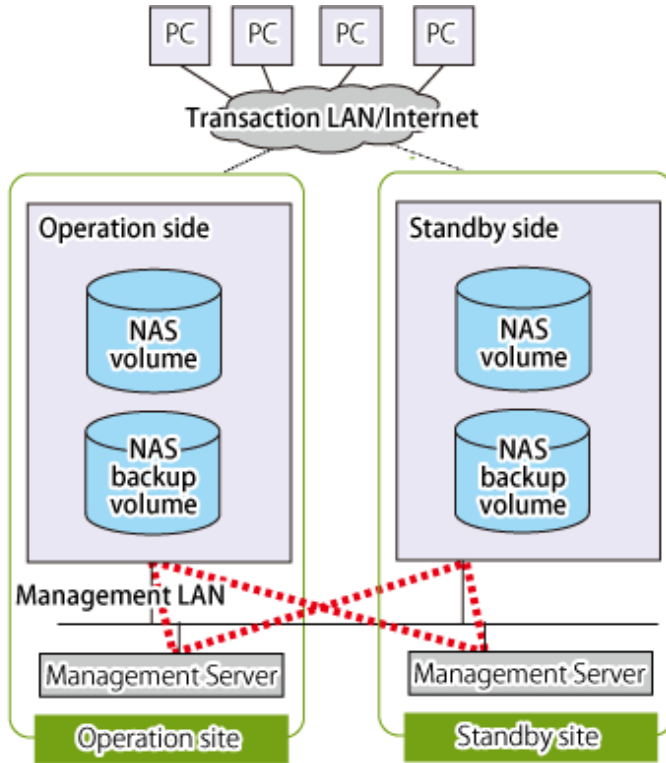 PC PC PC PC
Transaction LAN/Internet
Operation side
NAS
volume
NAS
backup
volume
Standby side
NAS
volume
NAS
backup
volume
Management LAN
Management Server
Management Server
Operation site
Standby site